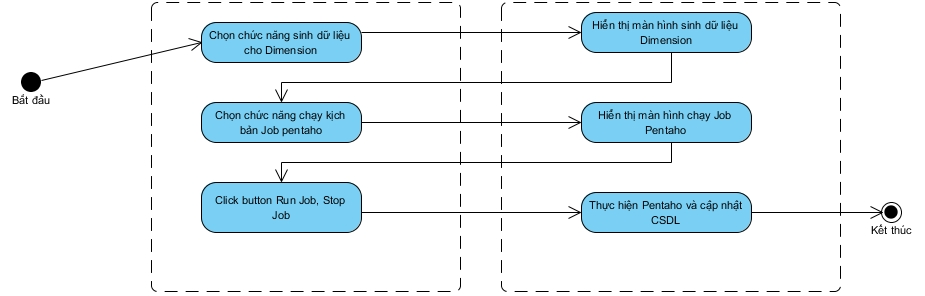 Bắt đầu
Chọn chức năng sinh dữ liệu
cho Dimension
Hiển thị màn hình sinh dữ liệu
Dimension
Chọn chức năng chạy kịch
bản Job pentaho
Hiển thị màn hình chạy Job
Pentaho
Click button Run Job, Stop
Job
Thực hiện Pentaho và cập nhật
CSDL
Kết thúc